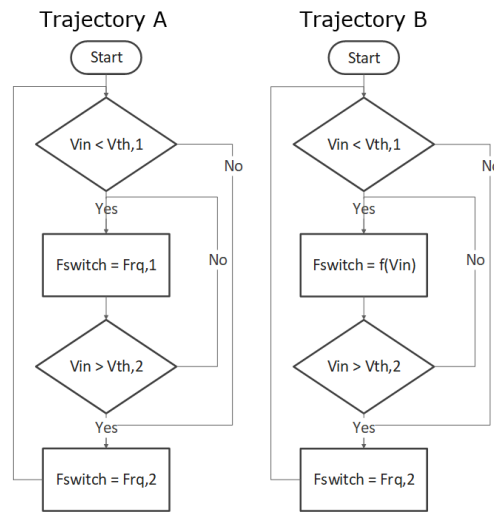 Trajectory A
Start
Vin < Vth,1
No
Yes
Fswitch = Frq,1
No
Vin > Vth,2
Yes
Fswitch = Frq,2
Trajectory B
Start
Vin < Vth,1
No
Yes
Fswitch = f(Vin)
No
Vin > Vth,2
Yes
Fswitch = Frq,2